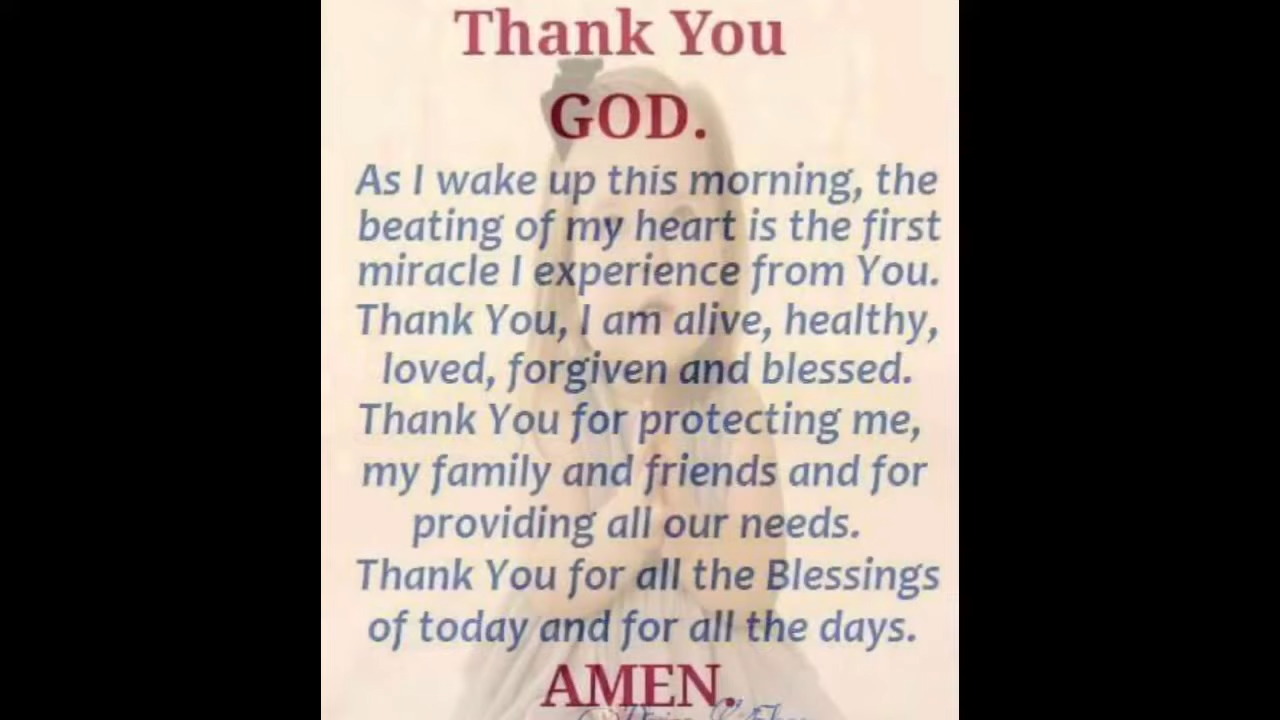 Thank You
GOD.
As I wake up this morning, the
beating of my heart is the first
miracle I experience from You.
Thank You, I am alive, healthy,
loved, forgiven and blessed.
Thank You for protecting me,
my family and friends and for
providing all our needs.
Thank You for all the Blessings
of today and for all the days.
AMEN.